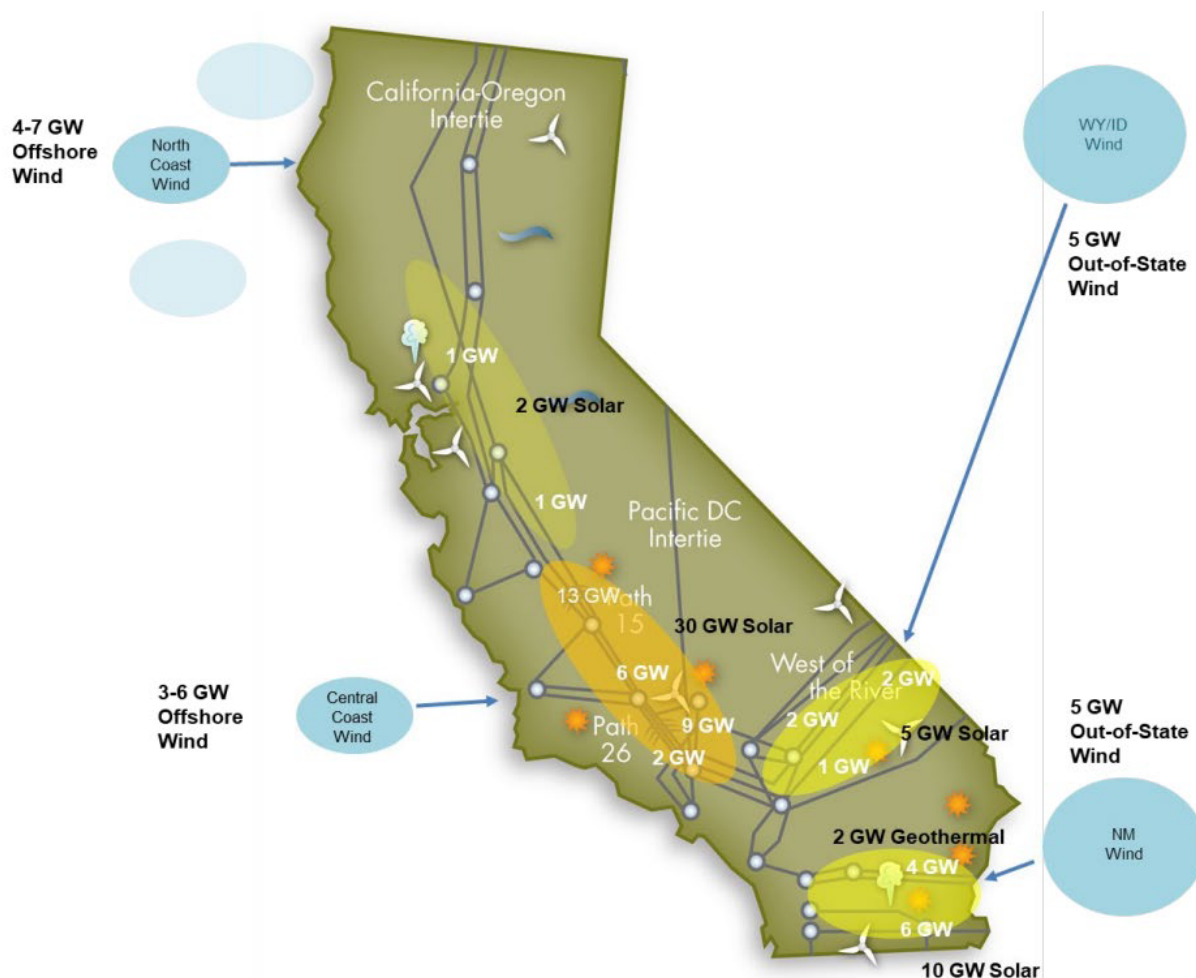 California-Oregon
Intertie
4-7 GW
Offshore
Wind
North
Coast
Wind
WY/ID
Wind
5 GW
Out-of-State
Wind
1 GW
2 GW Solar
1 GW
Pacific DC
Intertie
13 GW
Path
15
30 GW Solar
6 GW
West of
the River
2 GW
3-6 GW
Offshore
Wind
Central
Coast
Wind
Path
26
9 GW
2 GW
2 GW
5 GW Solar
1 GW
5 GW
Out-of-State
Wind
2 GW Geothermal
4 GW
NM
Wind
6 GW
10 GW Solar